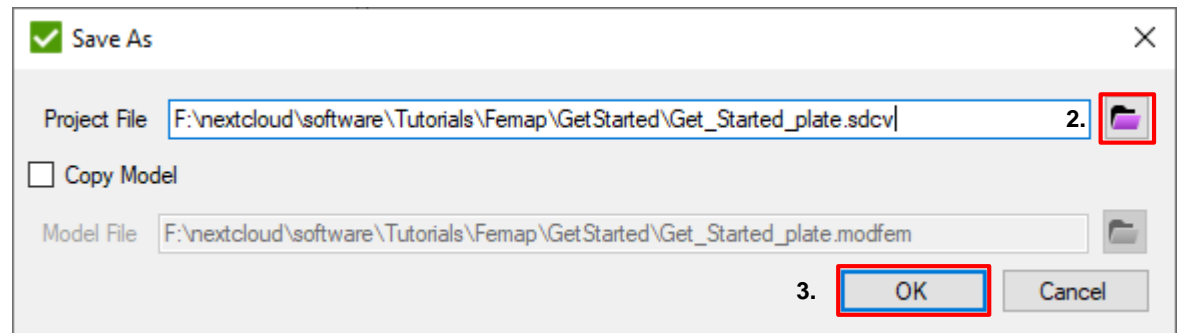 Save As
Project File F:\nextcloud\software\Tutorials\Femap\GetStarted\Get_Started_plate.sdcv 2.
Copy Model
Model File F:\nextcloud\software\Tutorials\Femap\GetStarted\Get_Started_plate.modfem
3. OK Cancel